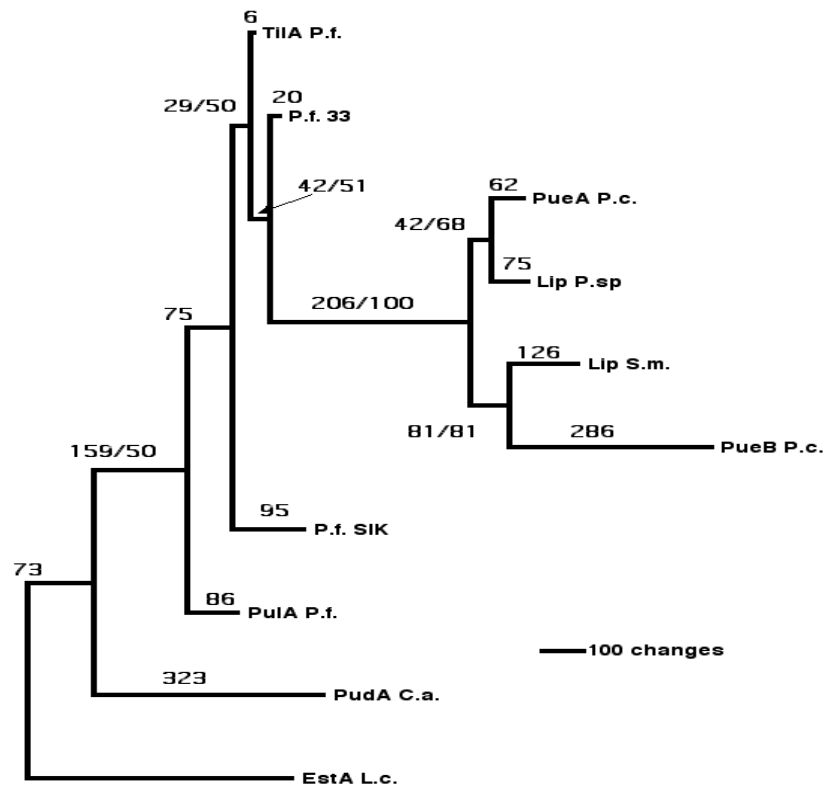 6
TilA P.f.
29/50
20
P.f. 33
42/51
62
PueA P.c.
42/68
75
Lip P.sp
206/100
75
126
Lip S.m.
81/81
286
PueB P.c.
159/50
95
P.f. SIK
73
86
PulA P.f.
100 changes
323
PudA C.a.
EstA L.c.